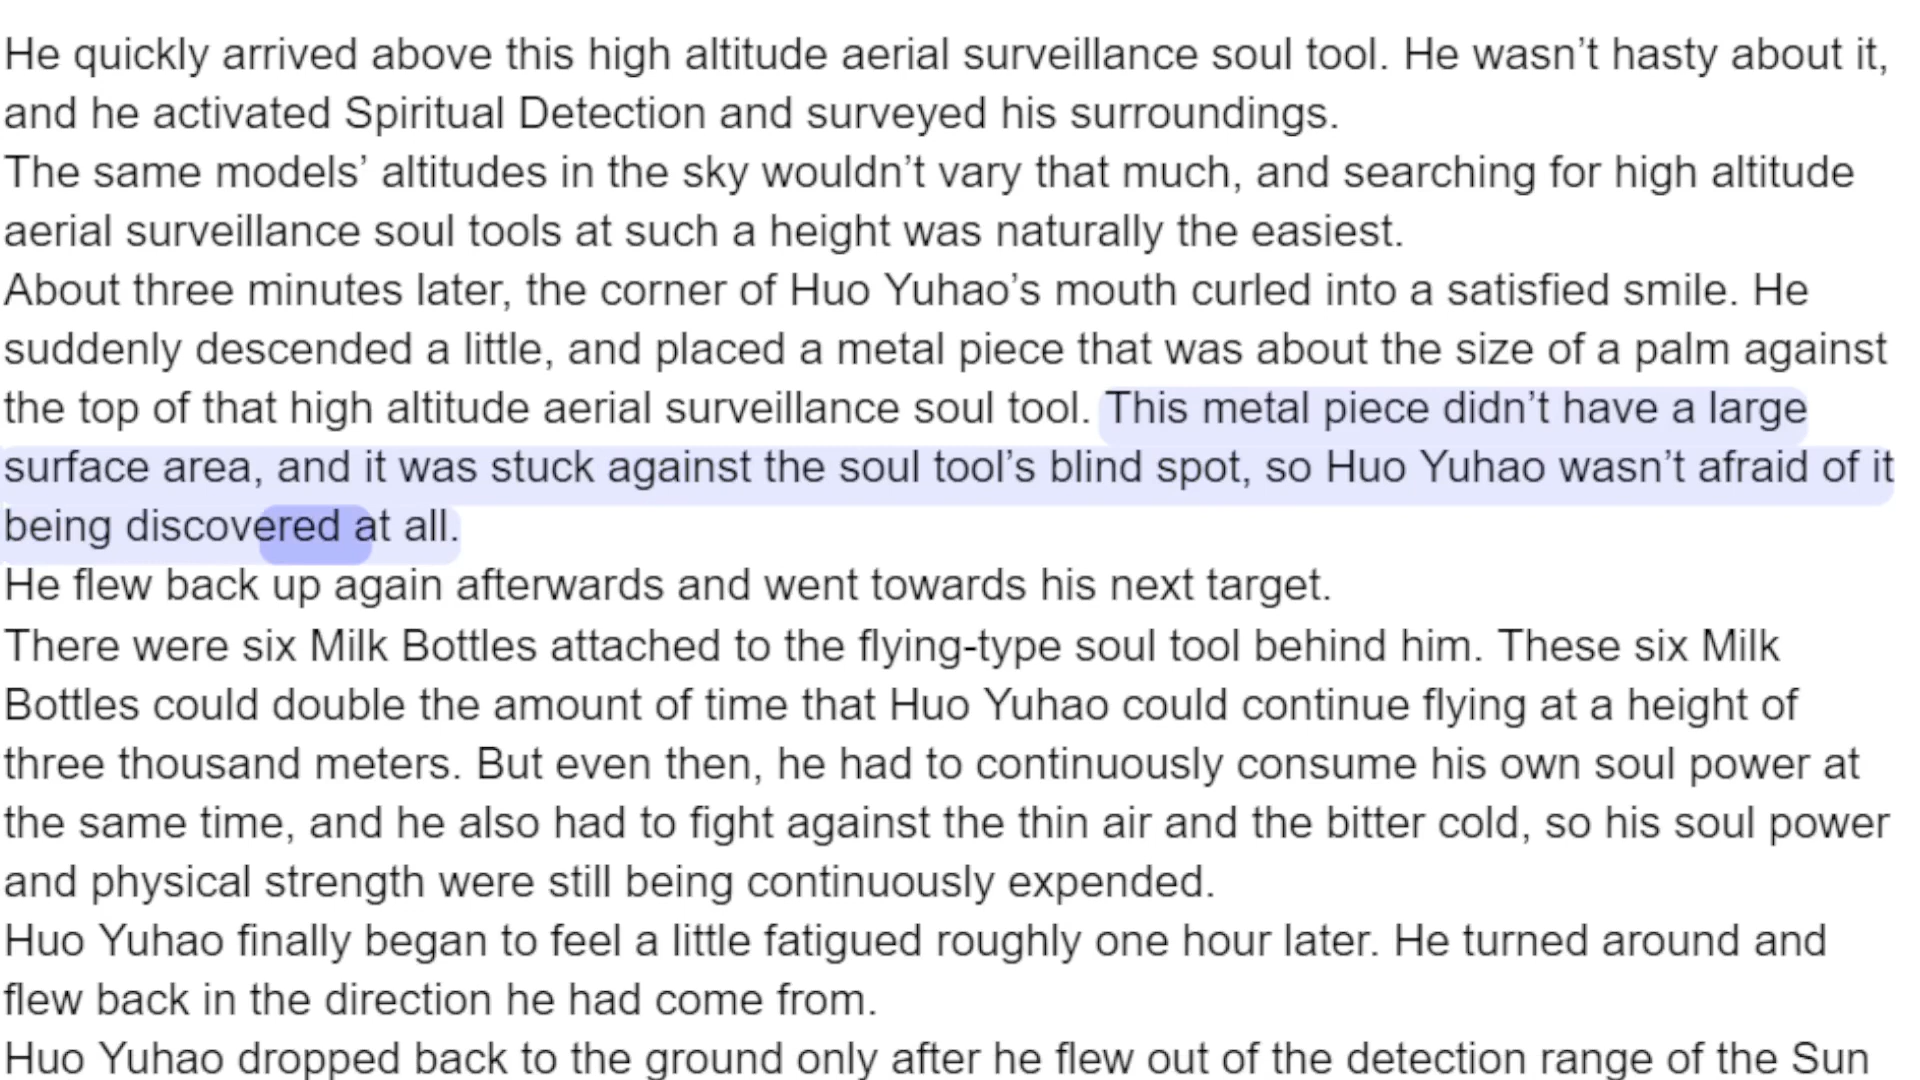 He quickly arrived above this high altitude aerial surveillance soul tool. He wasn’t hasty about it,
and he activated Spiritual Detection and surveyed his surroundings.
The same models’ altitudes in the sky wouldn’t vary that much, and searching for high altitude
aerial surveillance soul tools at such a height was naturally the easiest.
About three minutes later, the corner of Huo Yuhao’s mouth curled into a satisfied smile. He
suddenly descended a little, and placed a metal piece that was about the size of a palm against
the top of that high altitude aerial surveillance soul tool. This metal piece didn’t have a large
surface area, and it was stuck against the soul tool’s blind spot, so Huo Yuhao wasn’t afraid of it
being discovered at all.
He flew back up again afterwards and went towards his next target.
There were six Milk Bottles attached to the flying-type soul tool behind him. These six Milk
Bottles could double the amount of time that Huo Yuhao could continue flying at a height of
three thousand meters. But even then, he had to continuously consume his own soul power at
the same time, and he also had to fight against the thin air and the bitter cold, so his soul power
and physical strength were still being continuously expended.
Huo Yuhao finally began to feel a little fatigued roughly one hour later. He turned around and
flew back in the direction he had come from.
Huo Yuhao dropped back to the ground only after he flew out of the detection range of the Sun